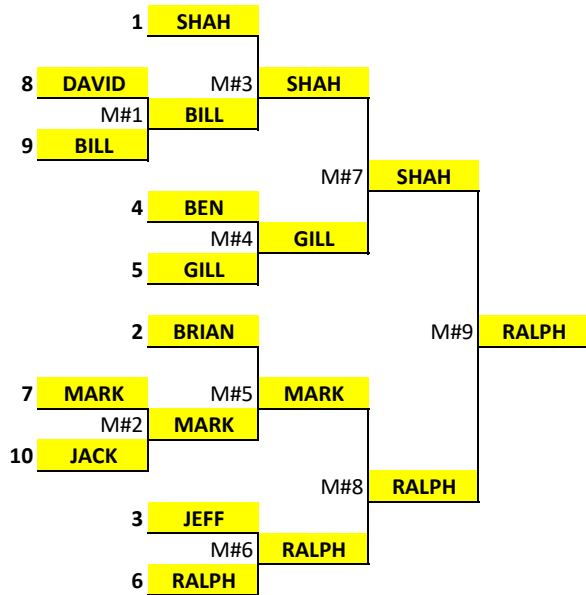 1 SHAH
8 DAVID M#3 SHAH
M#1 BILL
9 BILL
M#7 SHAH
4 BEN
M#4 GILL
5 GILL
2 BRIAN M#9 RALPH
7 MARK M#5 MARK
M#2 MARK
10 JACK
M#8 RALPH
3 JEFF
M#6 RALPH
6 RALPH